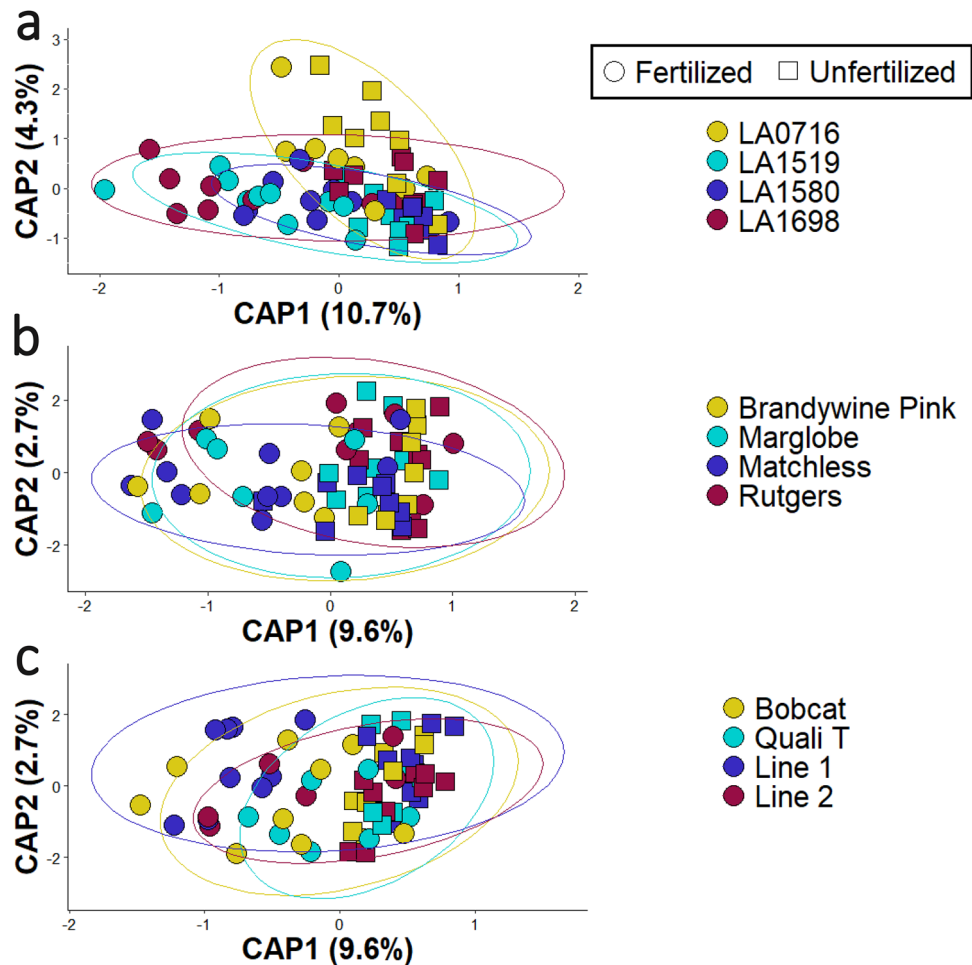 a
3
2
1
0
-1
CAP2 (4.3%)
-2
-1
0
1
2
CAP1 (10.7%)
Fertilized
Unfertilized
LA0716
LA1519
LA1580
LA1698
b
2
0
-2
CAP2 (2.7%)
-2
-1
0
1
2
CAP1 (9.6%)
Brandywine Pink
Marglobe
Matchless
Rutgers
c
2
0
-2
CAP2 (2.7%)
-2
-1
0
1
CAP1 (9.6%)
Bobcat
Quali T
Line 1
Line 2